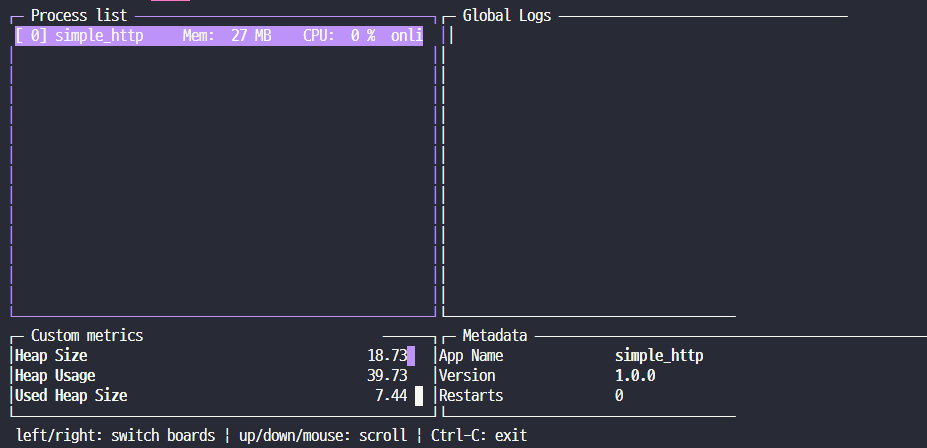 Process list
[ 0] simple_http Mem: 27 MB CPU: 0 % onli
Global Logs
Custom metrics
Heap Size 18.73
Heap Usage 39.73
Used Heap Size 7.44
Metadata
App Name simple_http
Version 1.0.0
Restarts 0
left/right: switch boards ¦ up/down/mouse: scroll ¦ Ctrl-C: exit